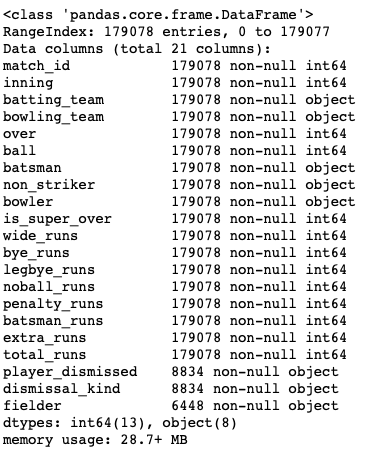 <class 'pandas.core.frame.DataFrame'>
RangeIndex: 179078 entries, 0 to 179077
Data columns (total 21 columns):
match_id            179078 non-null int64
inning              179078 non-null int64
batting_team        179078 non-null object
bowling_team        179078 non-null object
over                179078 non-null int64
ball                179078 non-null int64
batsman             179078 non-null object
non_striker         179078 non-null object
bowler              179078 non-null object
is_super_over       179078 non-null int64
wide_runs           179078 non-null int64
bye_runs            179078 non-null int64
legbye_runs         179078 non-null int64
noball_runs         179078 non-null int64
penalty_runs        179078 non-null int64
batsman_runs        179078 non-null int64
extra_runs          179078 non-null int64
total_runs          179078 non-null int64
player_dismissed    8834 non-null object
dismissal_kind      8834 non-null object
fielder             6448 non-null object
dtypes: int64(13), object(8)
memory usage: 28.7+ MB